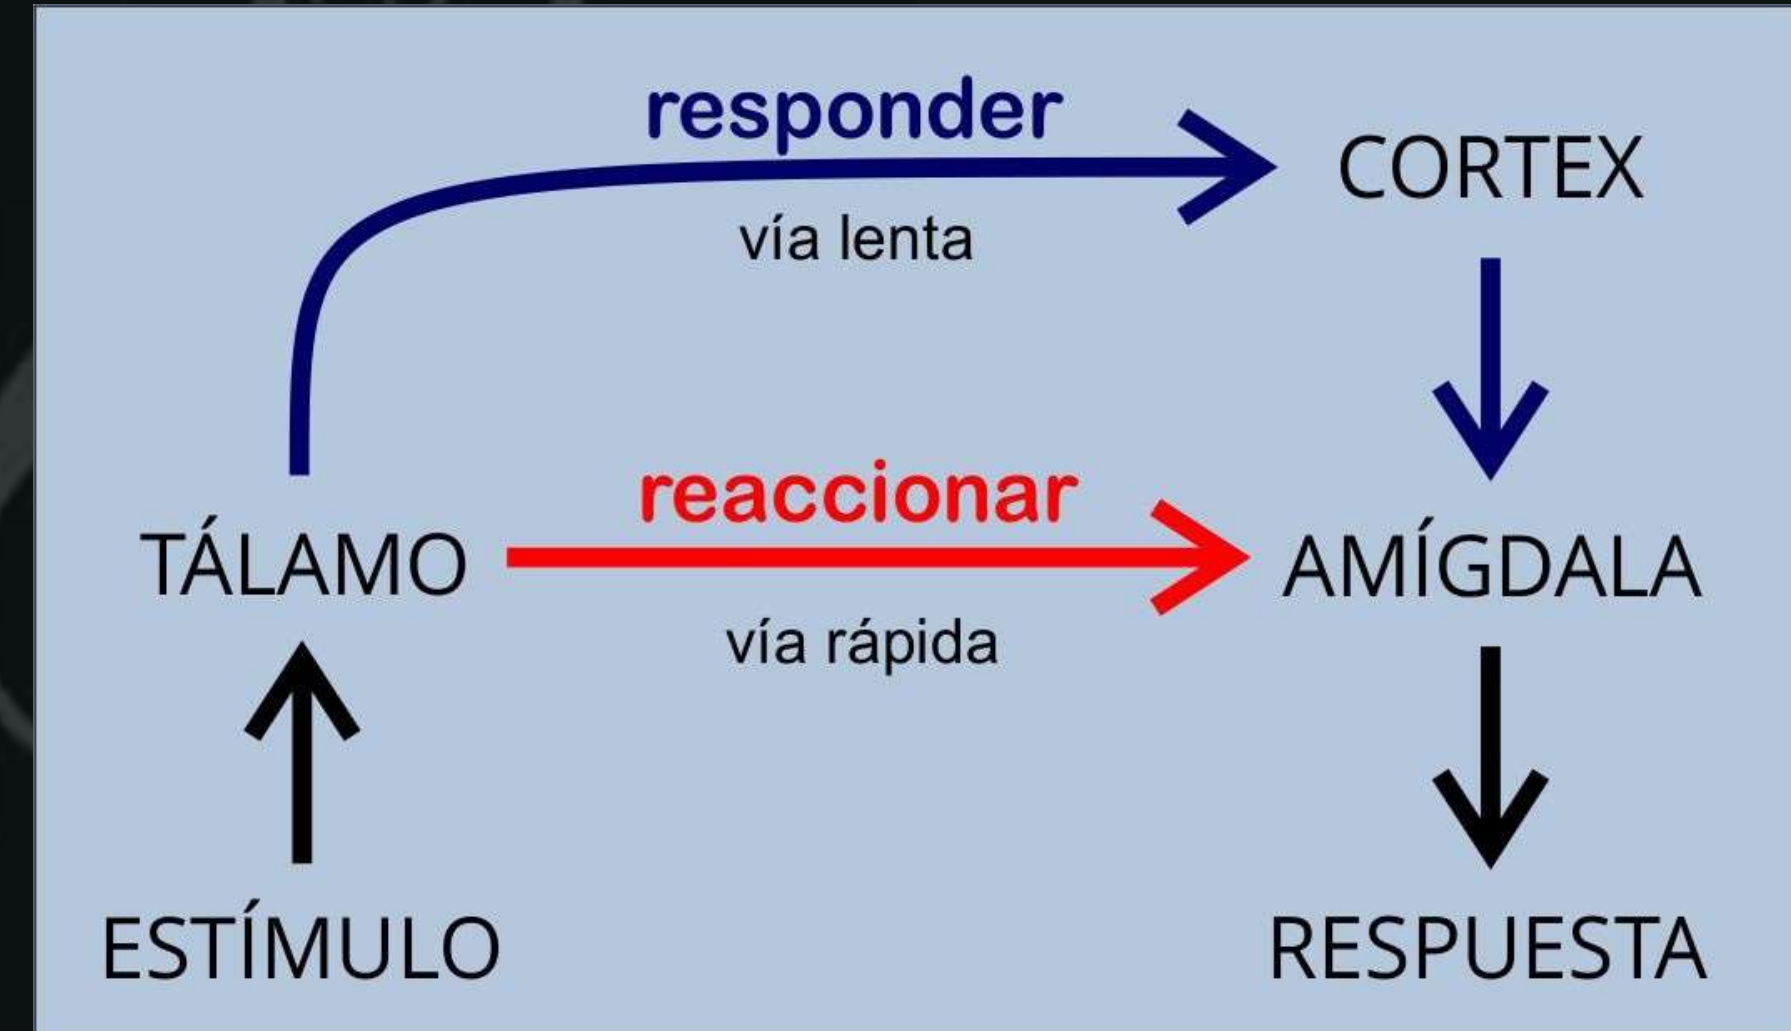 responder
CORTEX
vía lenta
reaccionar
TÁLAMO
AMÍGDALA
vía rápida
ESTÍMULO
RESPUESTA